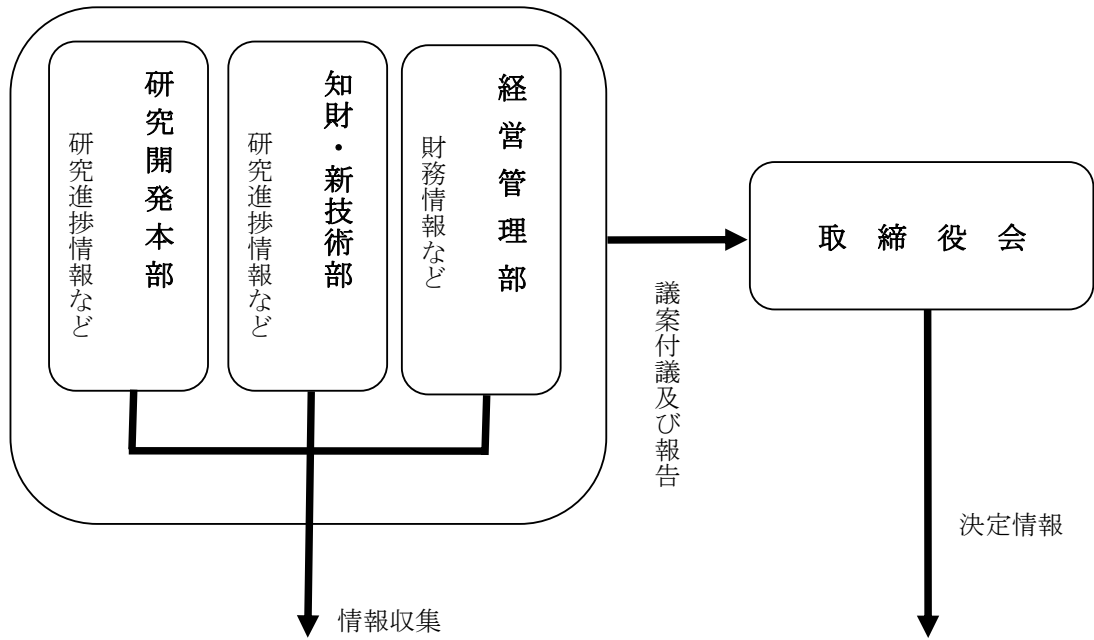 研究開発本部
研究進捗情報など
知財・新技術部
研究進捗情報など
経営管理部
財務情報など
取締役会
議案付議及び報告
決定情報
情報収集